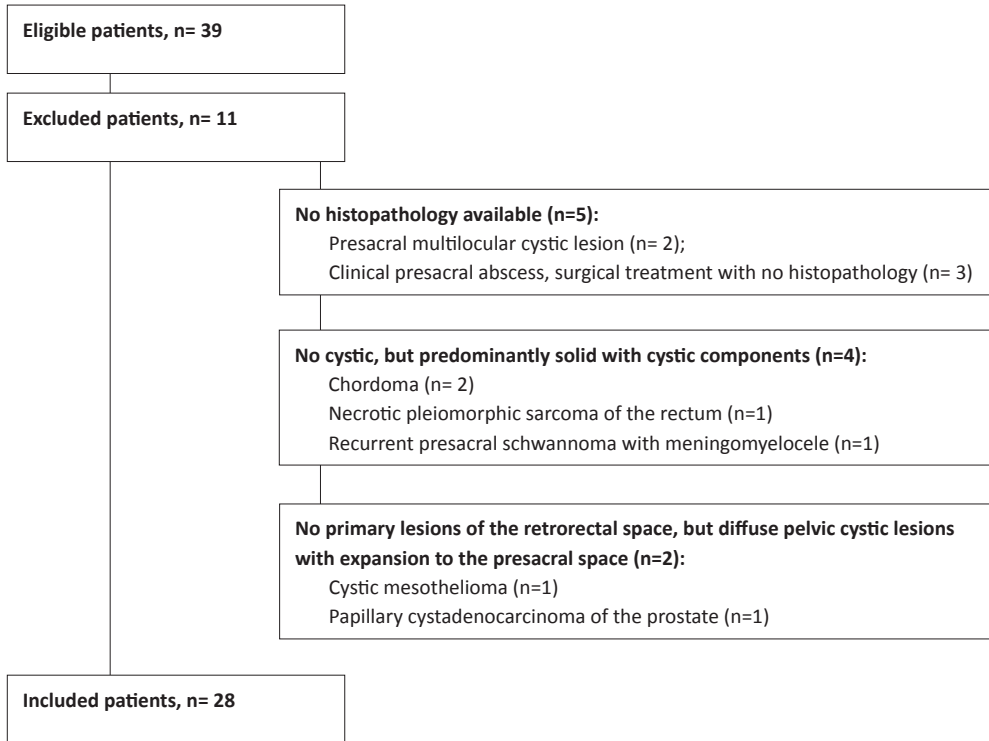 Eligible patients, n= 39
Excluded patients, n= 11
No histopathology available (n=5):
Presacral multilocular cystic lesion (n= 2);
Clinical presacral abscess, surgical treatment with no histopathology (n= 3)
No cystic, but predominantly solid with cystic components (n=4):
Chordoma (n= 2)
Necrotic pleiomorphic sarcoma of the rectum (n=1)
Recurrent presacral schwannoma with meningomyelocele (n=1)
No primary lesions of the retrorectal space, but diffuse pelvic cystic lesions
with expansion to the presacral space (n=2):
Cystic mesothelioma (n=1)
Papillary cystadenocarcinoma of the prostate (n=1)
Included patients, n= 28